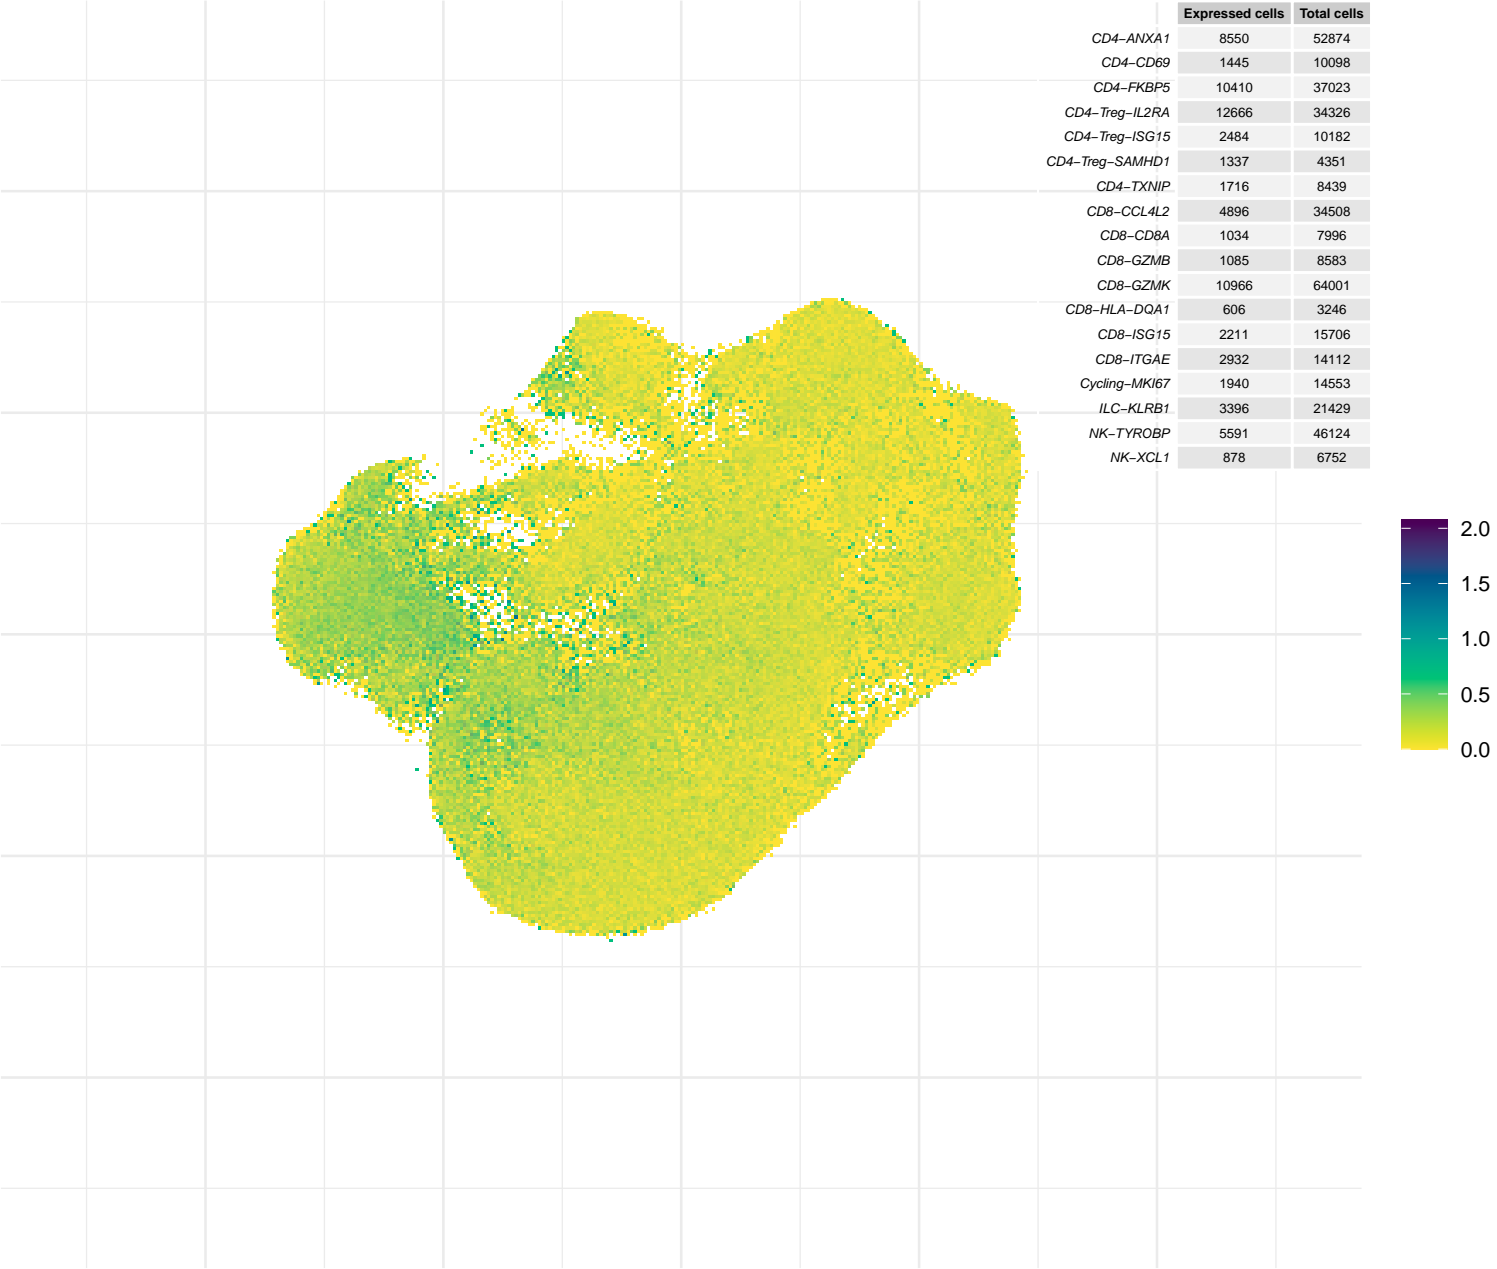 Expressed cells Total cells
CD4−ANXA1 8550 52874
CD4−CD69 1445 10098
CD4−FKBP5 10410 37023
CD4−Treg−IL2RA 12666 34326
CD4−Treg−ISG15 2484 10182
CD4−Treg−SAMHD1 1337 4351
CD4−TXNIP 1716 8439
CD8−CCL4L2 4896 34508
CD8−CD8A 1034 7996
CD8−GZMB 1085 8583
CD8−GZMK 10966 64001
CD8−HLA−DQA1 606 3246
CD8−ISG15 2211 15706
CD8−ITGAE 2932 14112
Cycling−MKI67 1940 14553
ILC−KLRB1 3396 21429
NK−TYROBP 5591 46124
NK−XCL1 878 6752
2.0
1.5
1.0
0.5
0.0